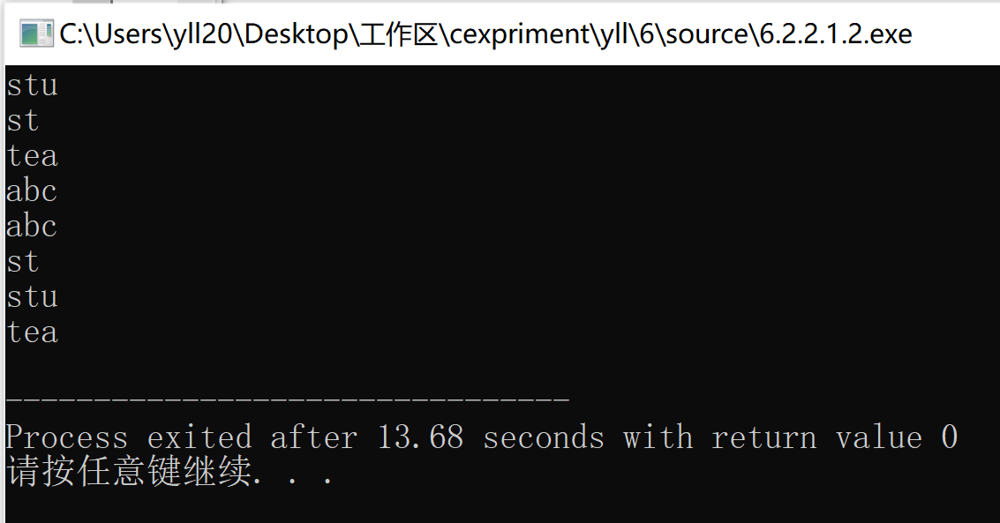 C:\Users\yll20\Desktop\工作区\cexpriment\yll\6\source\6.2.2.1.2.exe
stu
st
tea
abc
abc
st
stu
tea
--------------------------------
Process exited after 13.68 seconds with return value 0
请按任意键继续. . .